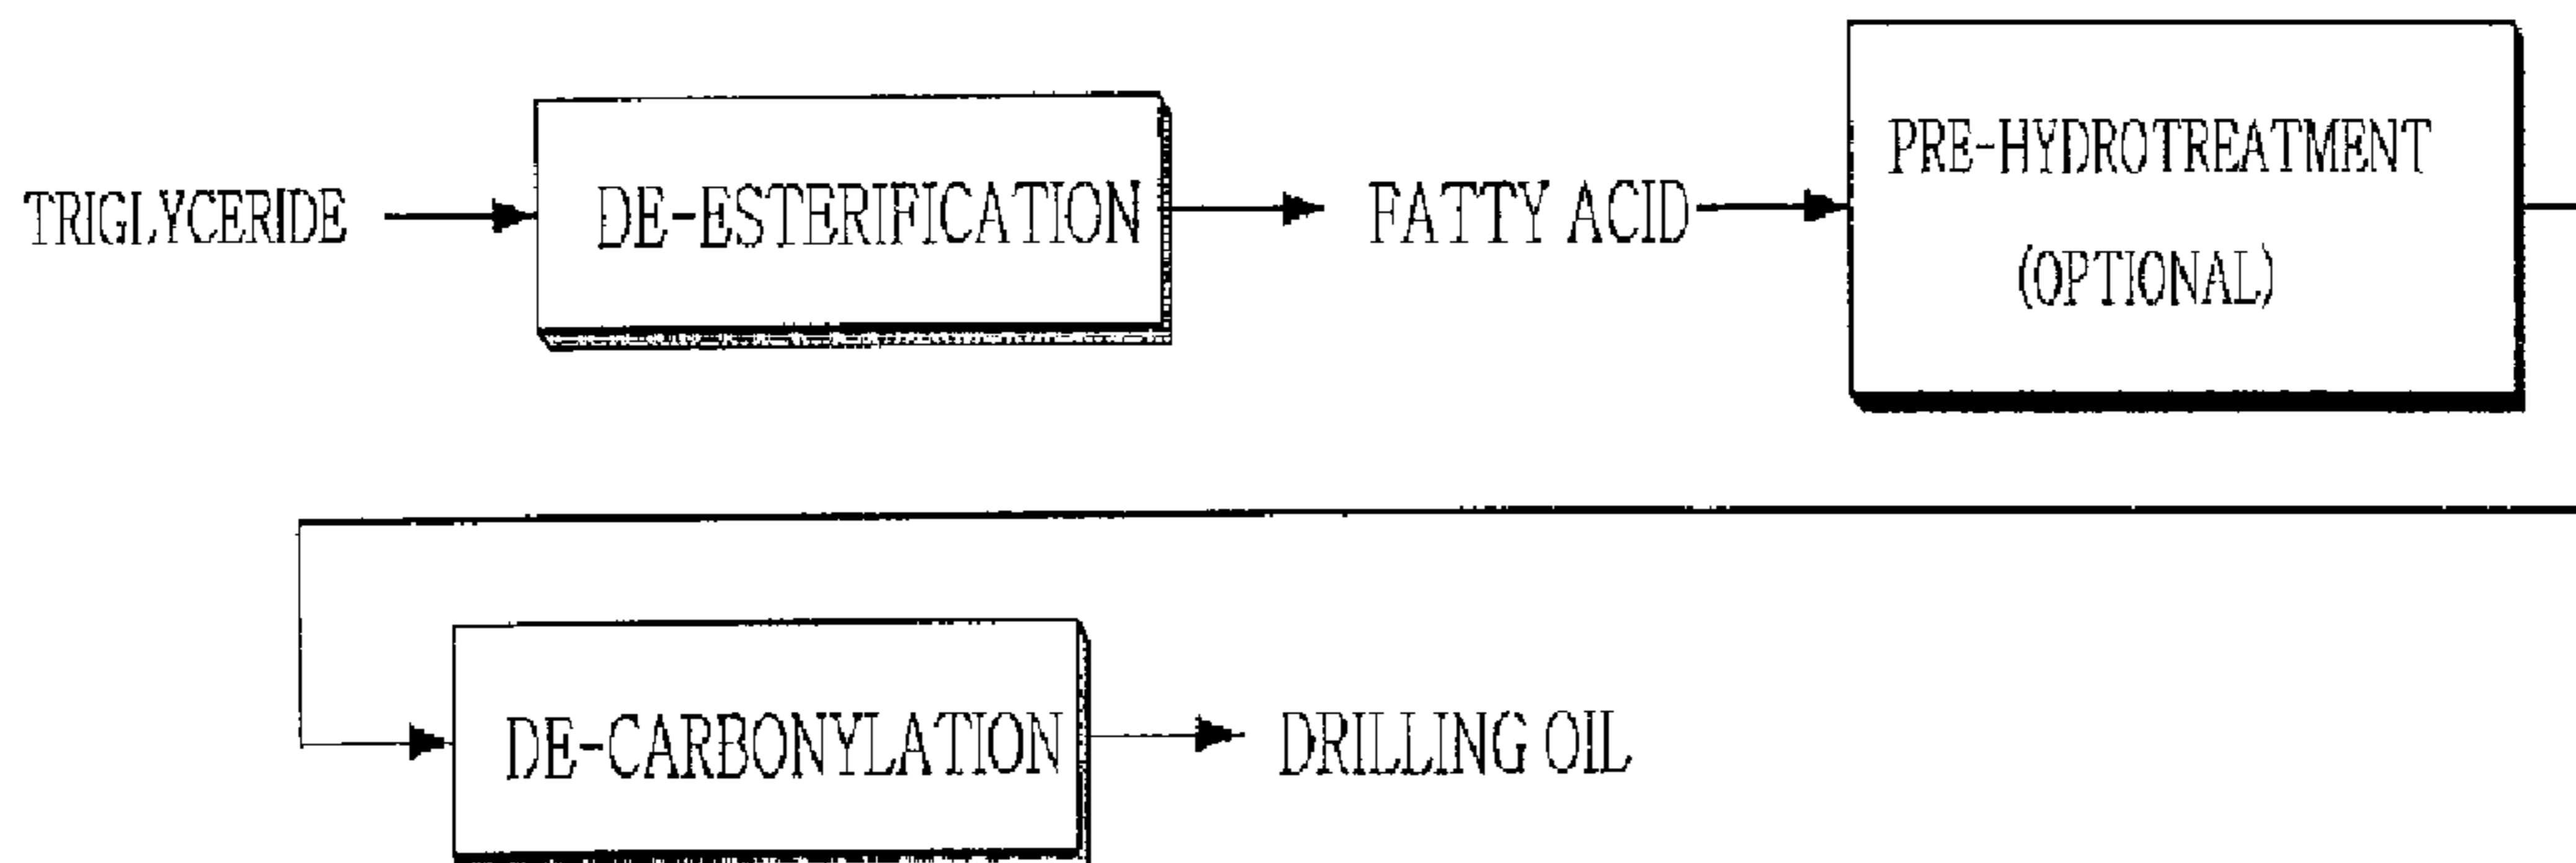 TRIGLYCERIDE
DE-ESTERIFICATION
FATTY ACID
PRE-HYDROTREATMENT
(OPTIONAL)
DE-CARBONYLATION
DRILLING OIL